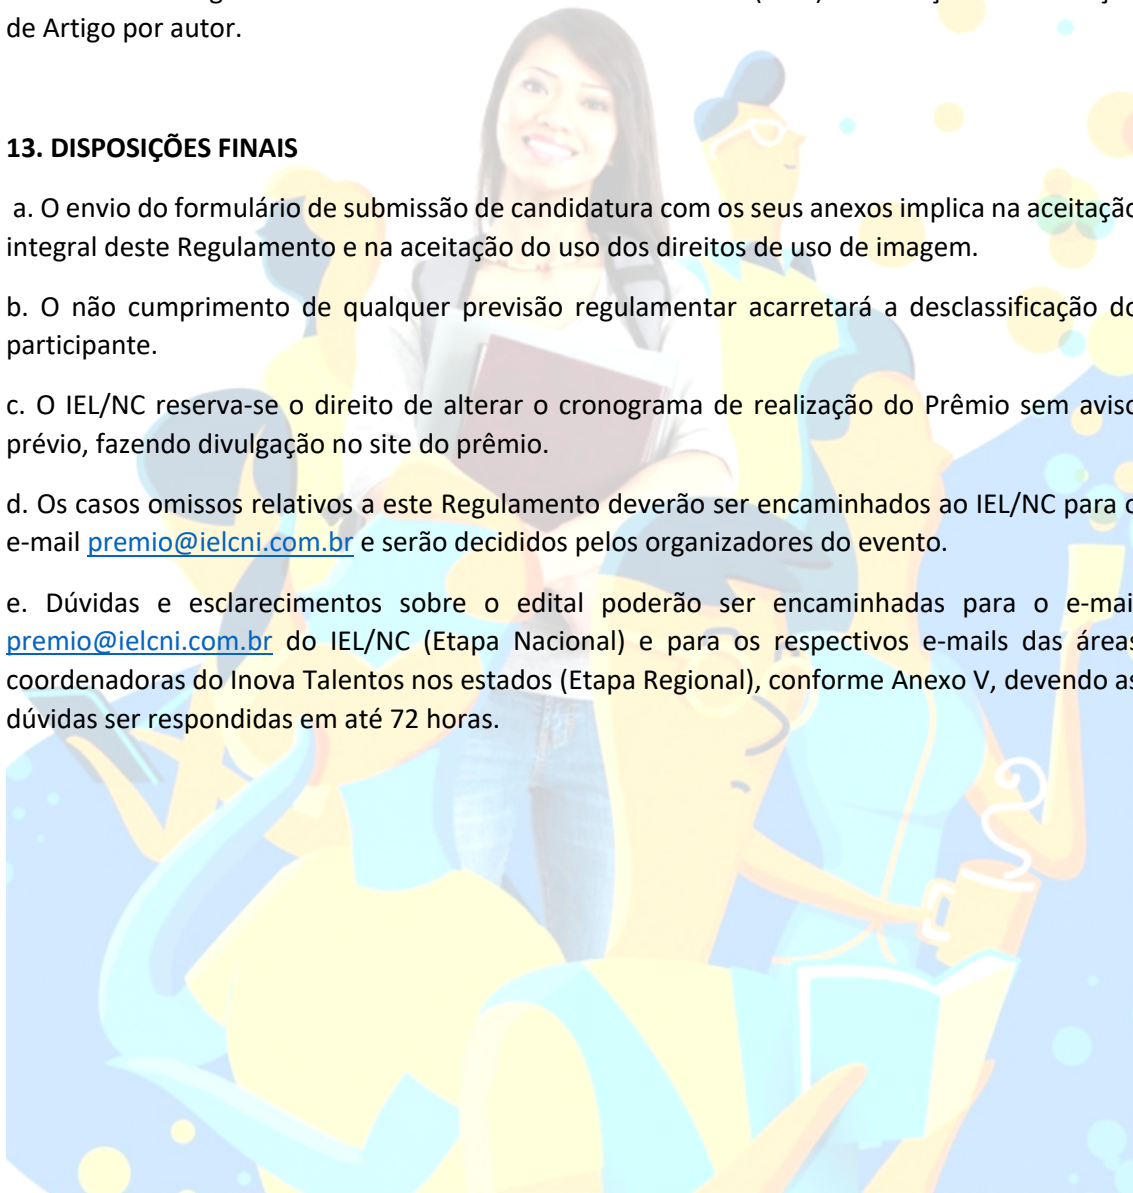 de Artigo por autor.
13. DISPOSIÇÕES FINAIS
a. O envio do formulário de submissão de candidatura com os seus anexos implica na aceitação
integral deste Regulamento e na aceitação do uso dos direitos de uso de imagem.
b. O não cumprimento de qualquer previsão regulamentar acarretará a desclassificação do
participante.
c. O IEL/NC reserva-se o direito de alterar o cronograma de realização do Prêmio sem aviso
prévio, fazendo divulgação no site do prêmio.
d. Os casos omissos relativos a este Regulamento deverão ser encaminhados ao IEL/NC para o
e-mail premio@ielcni.com.br e serão decididos pelos organizadores do evento.
e. Dúvidas e esclarecimentos sobre o edital poderão ser encaminhadas para o e-mail
premio@ielcni.com.br do IEL/NC (Etapa Nacional) e para os respectivos e-mails das áreas
coordenadoras do Inova Talentos nos estados (Etapa Regional), conforme Anexo V, devendo as
dúvidas ser respondidas em até 72 horas.